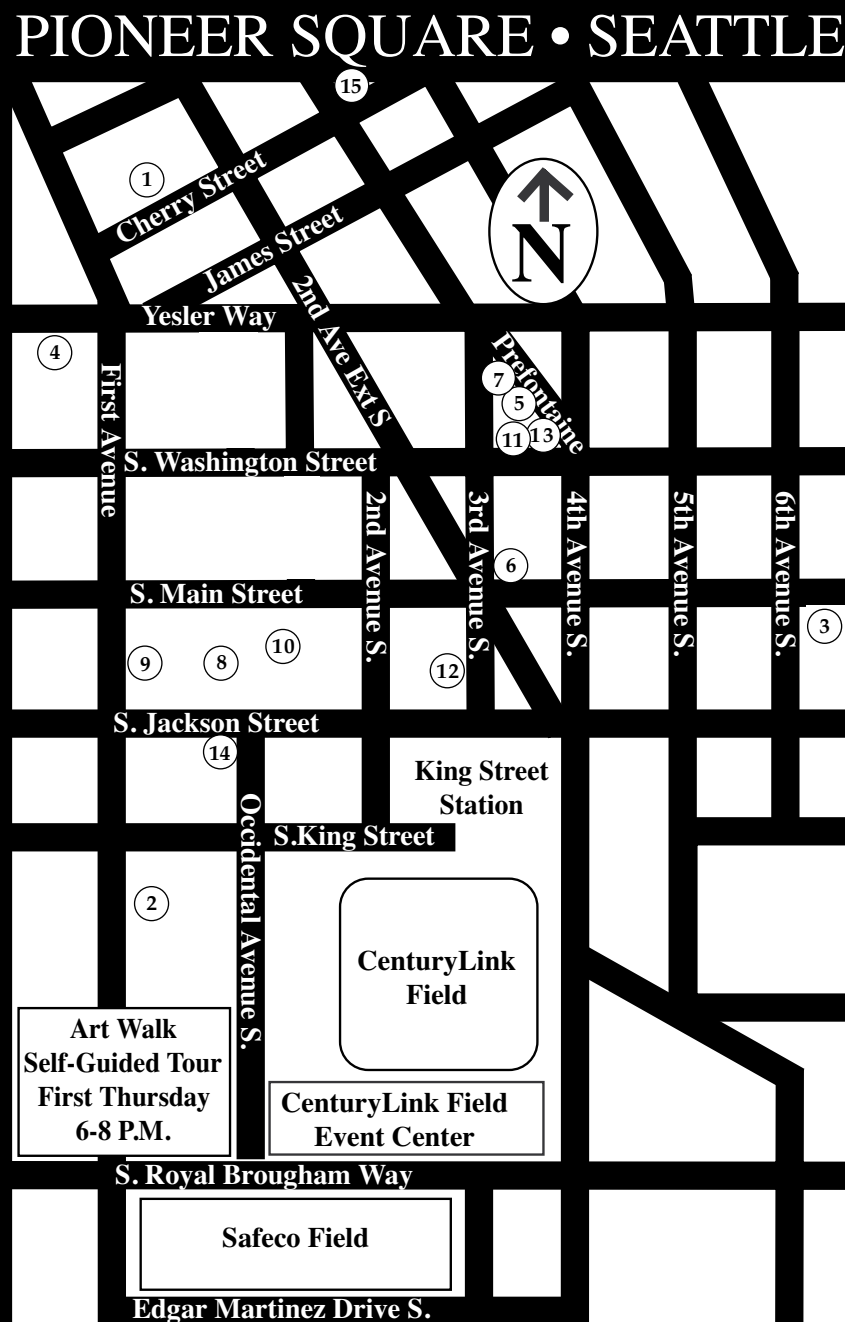 PIONEER SQUARE • SEATTLE
15
1
Cherry Street
James Street
N
2nd Ave Ext S
Yesler Way
4
First Avenue
Prefontaine
7
5
11
13
S. Washington Street
2nd Avenue S.
3rd Avenue S.
4th Avenue S.
5th Avenue S.
6th Avenue S.
6
S. Main Street
3
9
8
10
12
S. Jackson Street
14
King Street
Station
Occidental Avenue S.
S.King Street
2
CenturyLink
Field
Art Walk
Self-Guided Tour
First Thursday
6-8 P.M.
CenturyLink Field
Event Center
S. Royal Brougham Way
Safeco Field
Edgar Martinez Drive S.